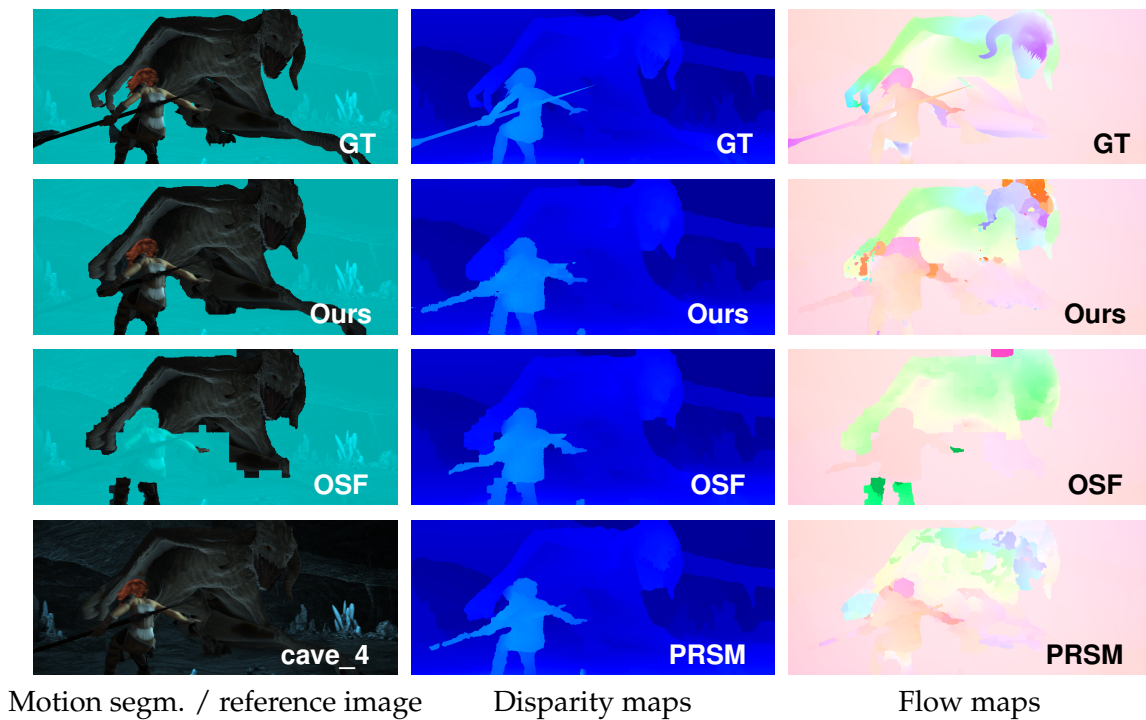 GT GT GT
Ours Ours Ours
OSF OSF OSF
cave_4 PRSM PRSM
Motion segm. / reference image Disparity maps Flow maps